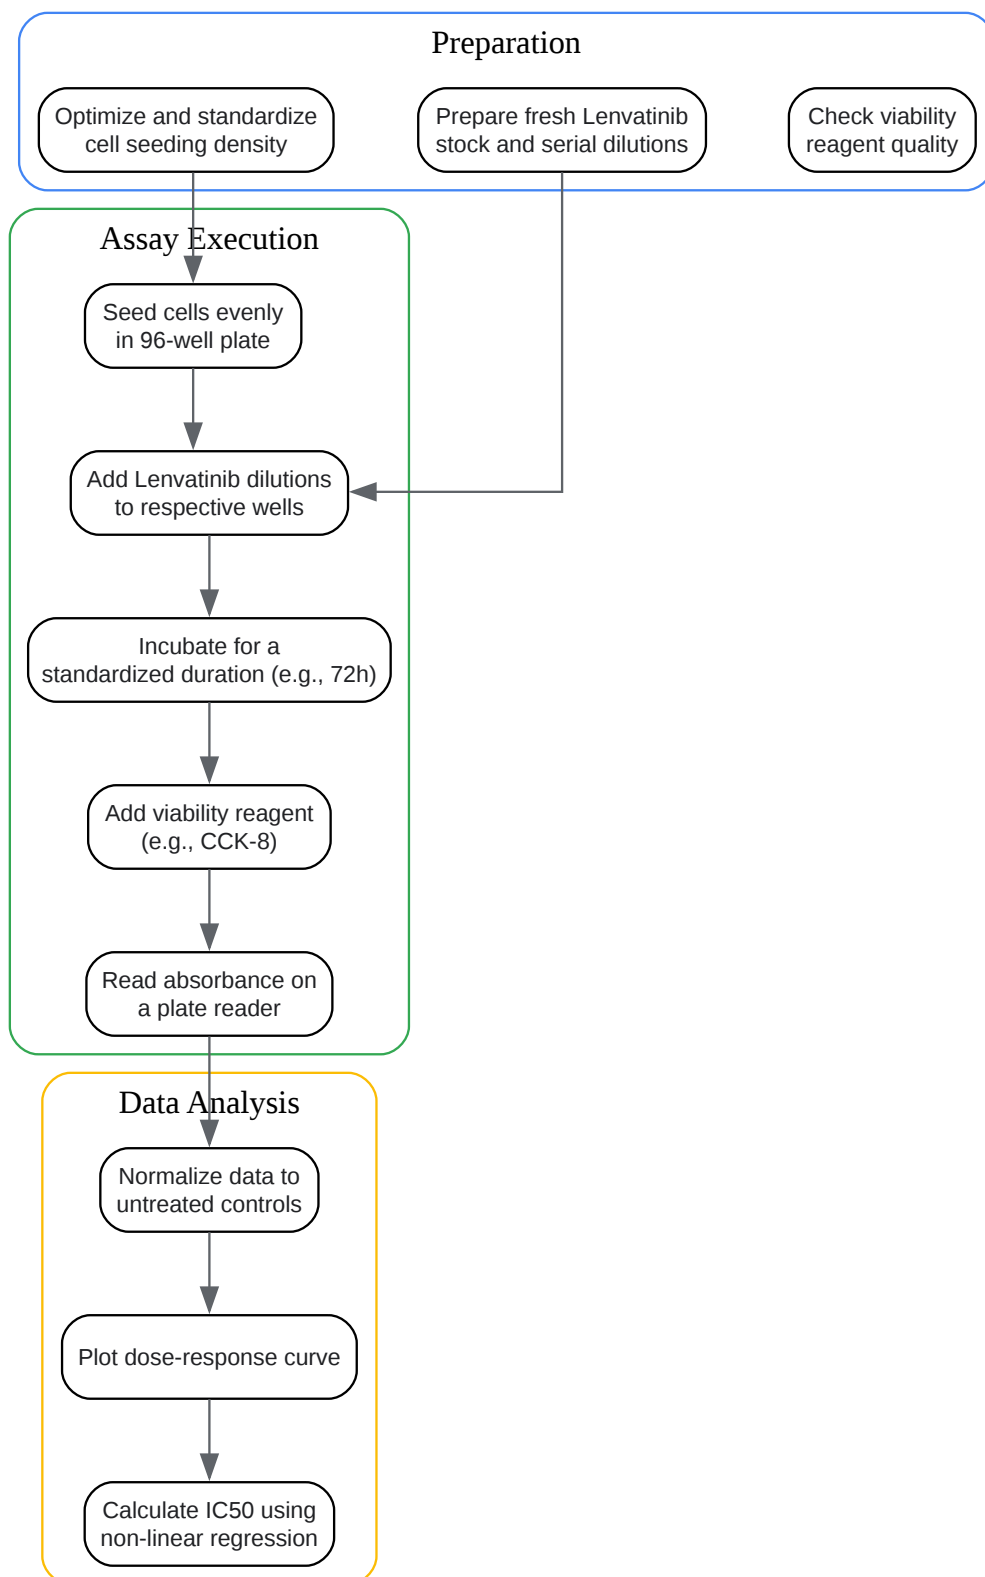 Preparation
Optimize and standardize
cell seeding density
Prepare fresh Lenvatinib
stock and serial dilutions
Check viability
reagent quality
Assay Execution
Seed cells evenly
in 96-well plate
Add Lenvatinib dilutions
to respective wells
Incubate for a
standardized duration (e.g., 72h)
Add viability reagent
(e.g., CCK-8)
Read absorbance on
a plate reader
Data Analysis
Normalize data to
untreated controls
Plot dose-response curve
Calculate IC50 using
non-linear regression